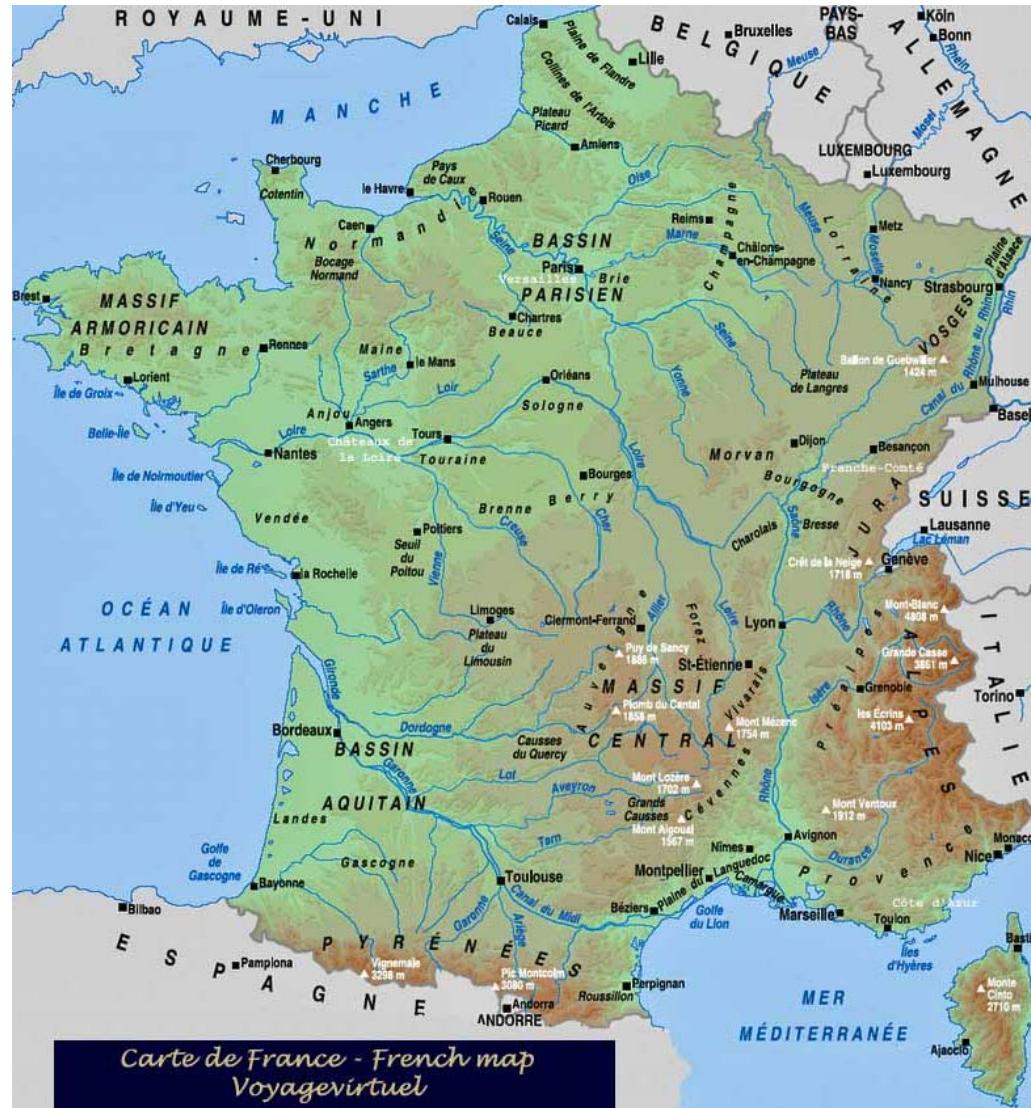 ROYAUME-UNI
PAYS-
BAS
Köln
Bonn
Rhein
Calais
Plaine de Flandre
Lille
BELGIQUE
Bruxelles
Meuse
ALLEMAGNE
Collines de l'Artois
MANCHE
Plateau
Picard
Amiens
Mosel
LUXEMBOURG
Luxembourg
Cherbourg
Cotentin
le Havre
Pays
de Caux
Rouen
Oise
Caen
Normandie
Bocage
Normand
Seine
BASSIN
PARISIEN
Reims
Marne
Champagne
Châlons-
en-Champagne
Meuse
Lorraine
Metz
Moselle
Nancy
Plaine
d'Alsace
Strasbourg
Rhin
Paris
Versailles
Brie
Brest
MASSIF
ARMORICAIN
Bretagne
Rennes
Chartres
Beauce
Maine
le Mans
Sarthe
Loir
Seine
Yonne
Plateau
de Langres
VOSGES
Ballon de Guebwiller
1424 m
Canal du Rhône au Rhin
Mulhouse
Basel
Lorient
Île de Groix
Belle-Île
Anjou
Angers
Orléans
Sologne
Loire
Nantes
Châteaux de
la Loire
Tours
Touraine
Loire
Morvan
Dijon
Besançon
Franche-Comté
Bourgogne
Île de Noirmoutier
Île d'Yeu
Vendée
Bourges
Berry
Brenne
Creuse
Cher
Poitiers
Seuil
du
Poitou
Vienne
Saône
Bresse
Charolais
JURA
SUISSE
Lausanne
Lac Léman
Genève
Crêt de la Neige
1718 m
Île de Ré
la Rochelle
Île d'Oleron
OCÉAN
ATLANTIQUE
Limoges
Plateau
du
Limousin
Clermont-Ferrand
Auvergne
Allier
Forez
Loire
Lyon
Rhône
Mont-Blanc
4808 m
Grande Casse
3861 m
ITALIE
Torino
Puy de Sancy
1886 m
St-Étienne
MASSIF
CENTRAL
Vivarais
Isère
Préalpes
ALPES
Grenoble
les Écrins
4103 m
Plomb du Cantal
1858 m
Mont Mézenc
1754 m
Gironde
Bordeaux
Dordogne
BASSIN
AQUITAIN
Causses
du Quercy
Garonne
Lot
Aveyron
Mont Lozère
1702 m
Cévennes
Rhône
Landes
Grands
Causses
Mont Aigoual
1567 m
Mont Ventoux
1912 m
Tarn
Golfe
de
Gascogne
Gascogne
Bayonne
Toulouse
Montpellier
Nîmes
Avignon
Durance
Provence
Monaco
Nice
Plaine du Languedoc
Camargue
Côte d'Azur
Bilbao
Garonne
Canal du Midi
Béziers
Golfe
du Lion
Marseille
Toulon
Îles
d'Hyères
Ariège
PYRÉNÉES
ESPAGNE
Pamplona
Vignemale
3298 m
Pic Montcolm
3080 m
Andorra
ANDORRE
Roussillon
Perpignan
Basti
Monte
Cinto
2710 m
Ajaccio
MER
MÉDITERRANÉE
Carte de France - French map
Voyagevirtuel